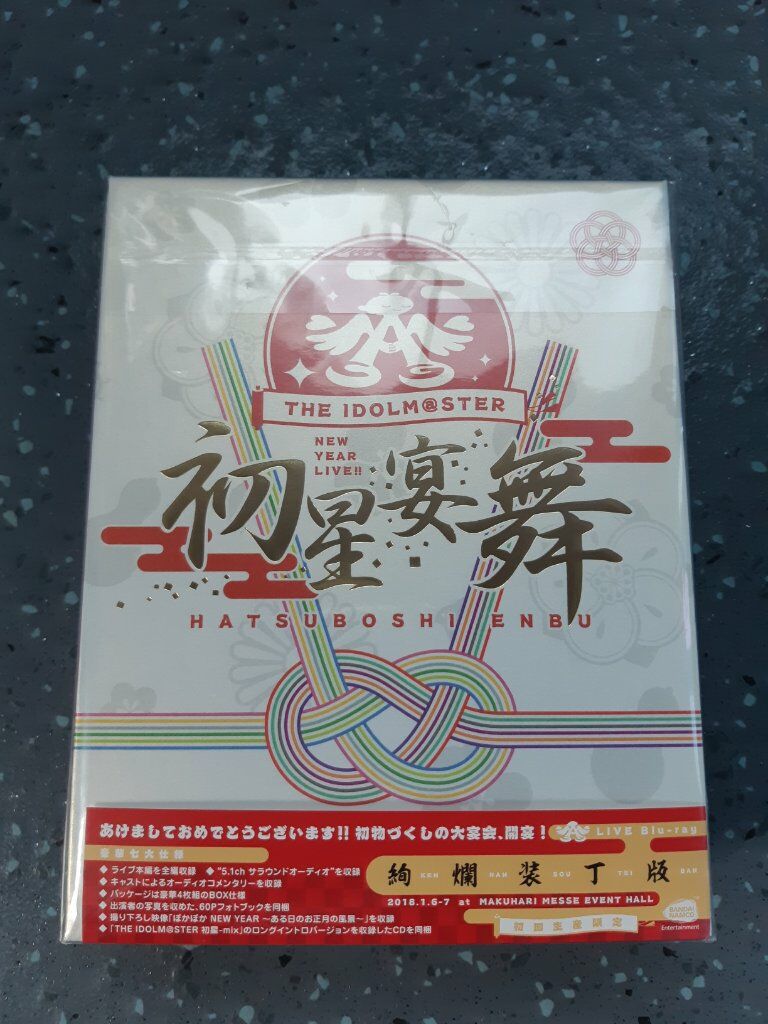 THE IDOLM@STER
NEW
YEAR
LIVE!!
初星宴舞
HATSUBOSHI ENBU
あけましておめでとうございます!! 初物づくしの大宴会、開宴!
LIVE Blu-ray
豪華七大仕様
◆ライブ本編を全編収録 ◆"5.1ch サラウンドオーディオ"を収録
◆キャストによるオーディオコメンタリーを収録
◆パッケージは豪華4枚組のBOX仕様
◆出演者の写真を収めた、60Pフォトブックを同梱
◆撮り下ろし映像「ぽかぽか NEW YEAR ~ある日のお正月の風景~」を収録
◆「THE IDOLM@STER 初星-mix」のロングイントロバージョンを収録したCDを同梱
絢 KEN 爛 RAN 装 SOU 丁 TEI 版 BAN
2018.1.6-7 at MAKUHARI MESSE EVENT HALL
初回生産限定
BANDAI
NAMCO
Entertainment